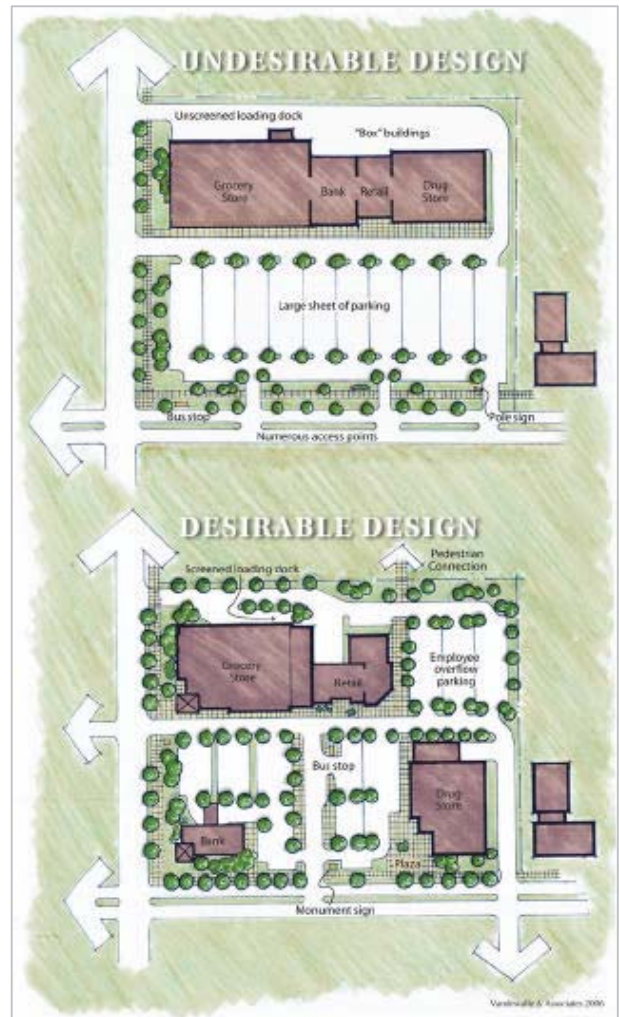 UNDESIRABLE DESIGN
Unscreened loading dock
"Box" buildings
Grocery
Store
Bank
Retail
Drug
Store
Large sheet of parking
Bus stop
Pole sign
Numerous access points
DESIRABLE DESIGN
Pedestrian
Connection
Screened loading dock
Grocery
Store
Retail
Employee
overflow
parking
Bus stop
Drug
Store
Bank
Plaza
Monument sign
Vandewalle & Associates 2006